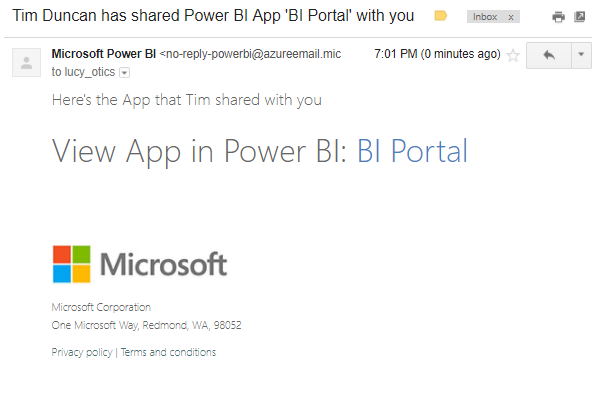 Tim Duncan has shared Power BI App 'BI Portal' with you
Inbox x
Microsoft Power BI <no-reply-powerbi@azureemail.mic
7:01 PM (0 minutes ago)
to lucy_otics
Here's the App that Tim shared with you
View App in Power BI: BI Portal
Microsoft
Microsoft Corporation
One Microsoft Way, Redmond, WA, 98052
Privacy policy | Terms and conditions